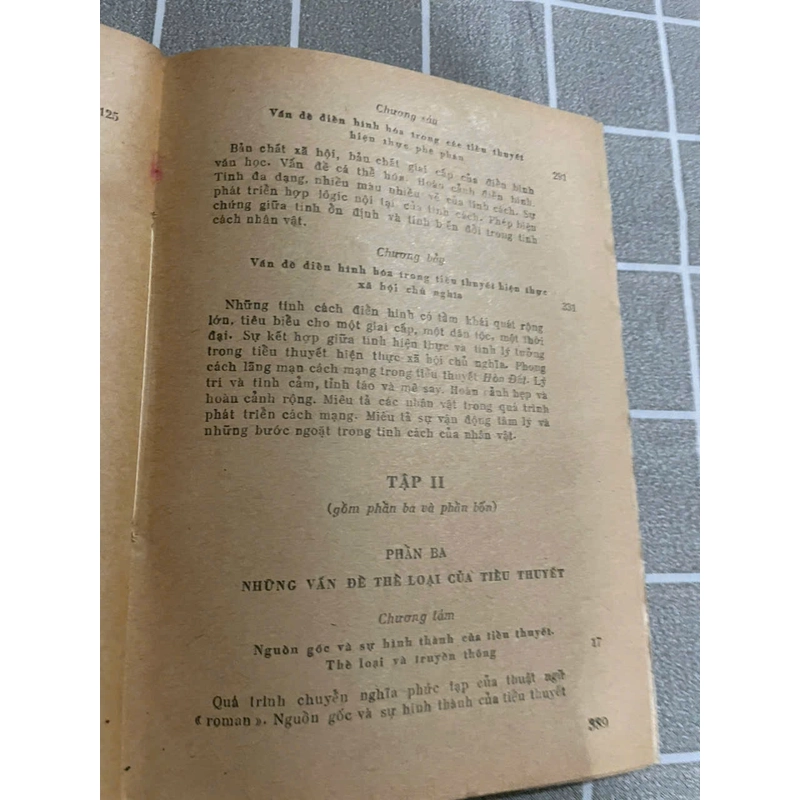 125
Chương sáu
Vấn đề điển hình hóa trong các tiểu thuyết
hiện thực phê phán
291
Bản chất xã hội, bản chất giai cấp của điển hình
văn học. Vấn đề cá thể hóa. Hoàn cảnh điển hình.
Tính đa dạng, nhiều màu nhiều vẻ của tính cách. Sự
phát triển hợp lôgic nội tại của tính cách. Phép biện
chứng giữa tính ổn định và tính biến đổi trong tính
cách nhân vật.
Chương bảy
Vấn đề điển hình hóa trong tiểu thuyết hiện thực
xã hội chủ nghĩa
331
Những tính cách điển hình có tầm khái quát rộng
lớn, tiêu biểu cho một giai cấp, một dân tộc, một thời
đại. Sự kết hợp giữa tính hiện thực và tính lý tưởng
trong tiểu thuyết hiện thực xã hội chủ nghĩa. Phong
cách lãng mạn cách mạng trong tiểu thuyết Hòn Đất. Lý
trí và tình cảm, tỉnh táo và mê say. Hoàn cảnh hẹp và
hoàn cảnh rộng. Miêu tả các nhân vật trong quá trình
phát triển cách mạng. Miêu tả sự vận động tâm lý và
những bước ngoặt trong tính cách của nhân vật.
TẬP II
(gồm phần ba và phần bốn)
PHẦN BA
NHỮNG VẤN ĐỀ THỂ LOẠI CỦA TIỂU THUYẾT
Chương tám
Nguồn gốc và sự hình thành của tiểu thuyết.
Thể loại và truyền thống
17
Quá trình chuyển nghĩa phức tạp của thuật ngữ
« roman ». Nguồn gốc và sự hình thành của tiểu thuyết
389